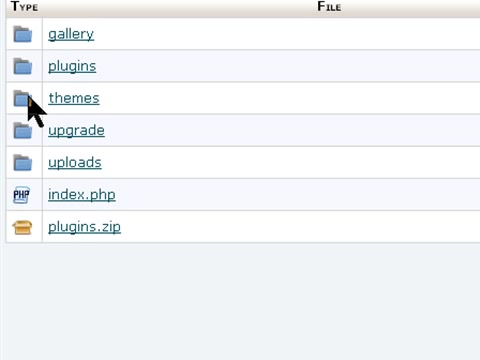 Type File
gallery
plugins
themes
upgrade
uploads
PHP index.php
plugins.zip